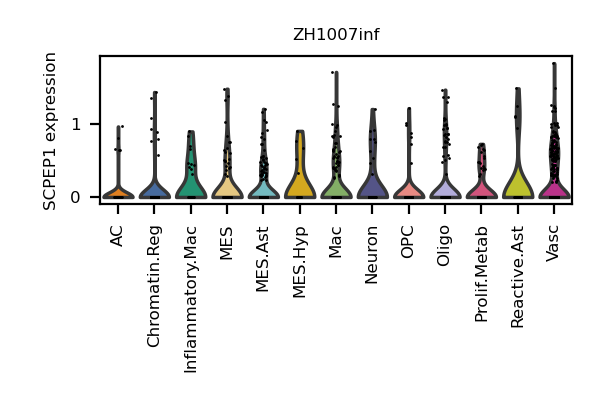 ZH1007inf
SCPEP1 expression
1
0
AC
Chromatin.Reg
Inflammatory.Mac
MES
MES.Ast
MES.Hyp
Mac
Neuron
OPC
Oligo
Prolif.Metab
Reactive.Ast
Vasc